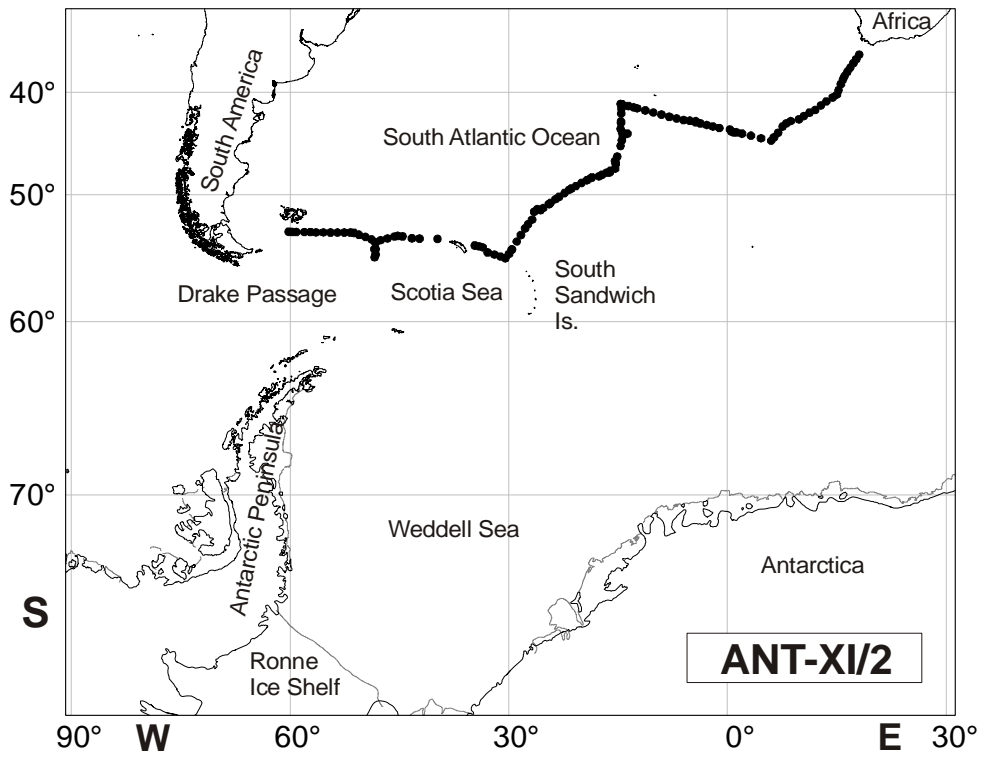 Africa
40°
South America
South Atlantic Ocean
50°
South
Sandwich
Is.
Drake Passage
Scotia Sea
60°
70°
Antarctic Peninsula
Weddell Sea
Antarctica
S
Ronne
Ice Shelf
ANT-XI/2
90° W 60° 30° 0° E 30°